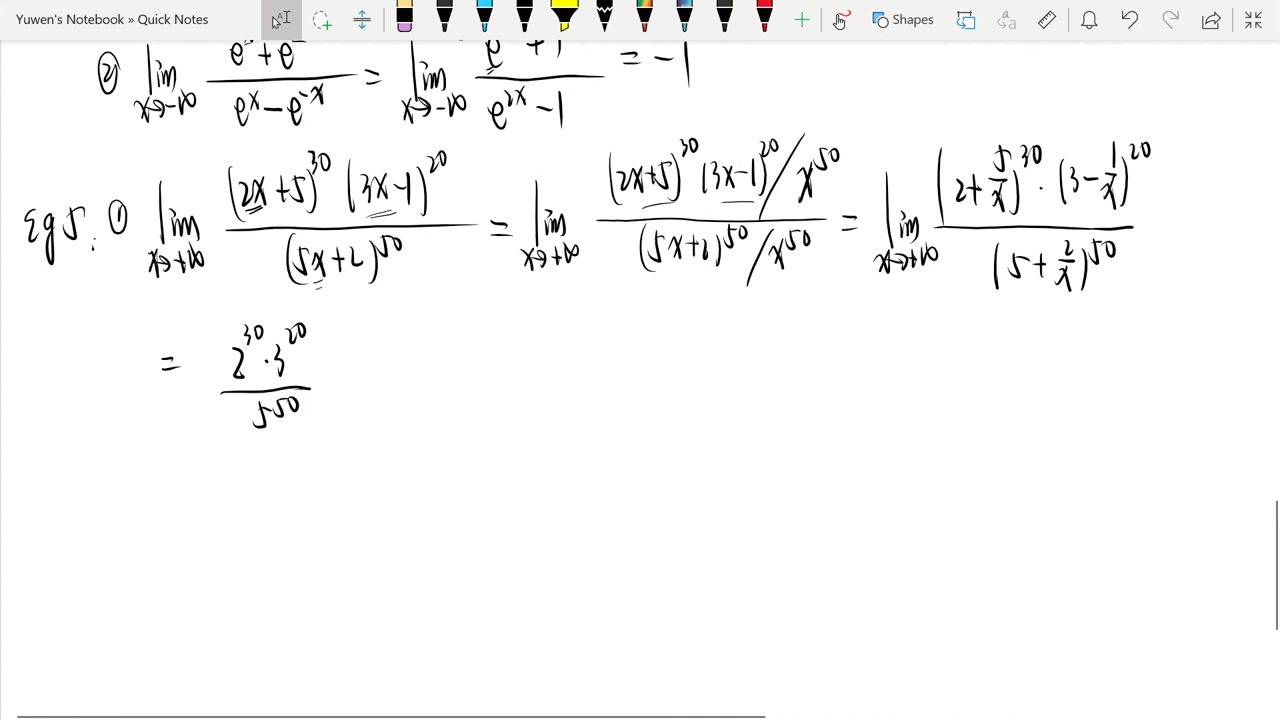 Yuwen's Notebook » Quick Notes
Shapes
② lim x→-∞ (e + e)/(e^x - e^-x) = lim x→-∞ (e + 1)/(e^2x - 1) = -1
Eg 5. ① lim x→+∞ (2x+5)^30 (3x-1)^20 / (5x+2)^50 = lim x→+∞ (2x+5)^30 (3x-1)^20 / x^50 / (5x+2)^50 / x^50 = lim x→+∞ (2+5/x)^30 · (3-1/x)^20 / (5+2/x)^50
= 2^30 · 3^20 / 5^50